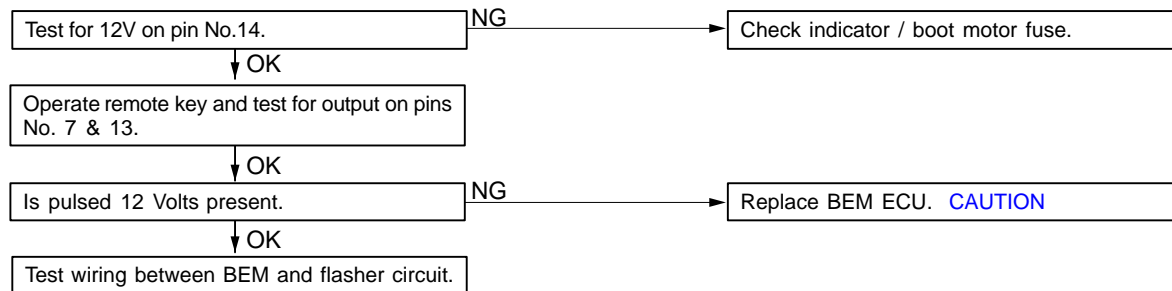 Test for 12V on pin No.14.
NG
Check indicator / boot motor fuse.
OK
Operate remote key and test for output on pins
No. 7 & 13.
OK
Is pulsed 12 Volts present.
NG
Replace BEM ECU. CAUTION
OK
Test wiring between BEM and flasher circuit.